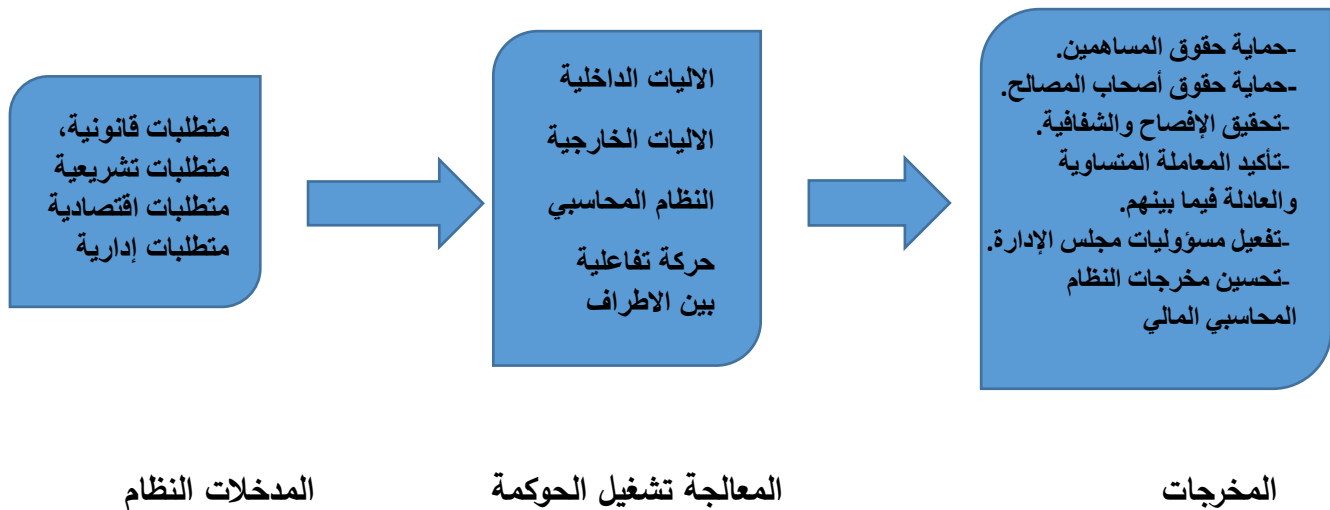 متطلبات قانونية،
متطلبات تشريعية
متطلبات اقتصادية
متطلبات إدارية
الاليات الداخلية
الاليات الخارجية
النظام المحاسبي
حركة تفاعلية
بين الاطراف
-حماية حقوق المساهمين.
-حماية حقوق أصحاب المصالح.
-تحقيق الإفصاح والشفافية.
-تأكيد المعاملة المتساوية
والعادلة فيما بينهم.
-تفعيل مسؤوليات مجلس الإدارة.
-تحسين مخرجات النظام
المحاسبي المالي
المدخلات النظام
المعالجة تشغيل الحوكمة
المخرجات